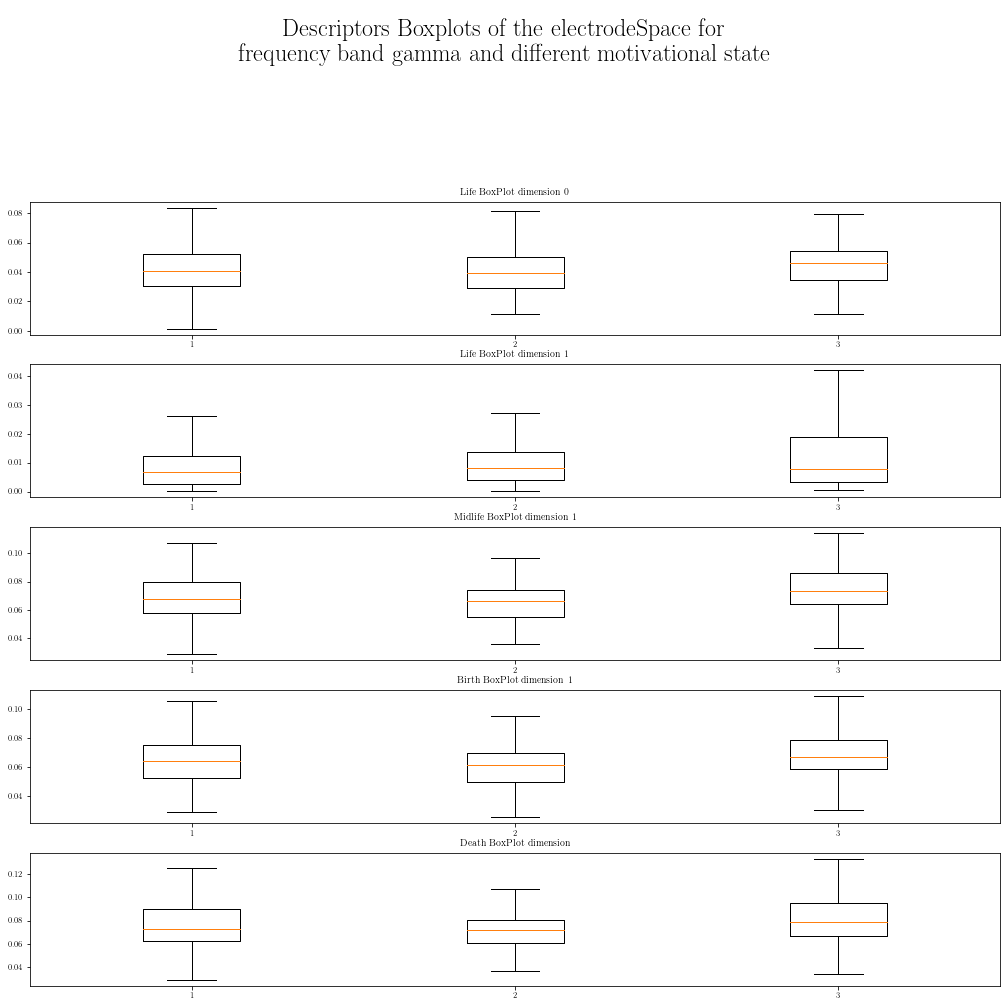 Descriptors Boxplots of the electrodeSpace for
frequency band gamma and different motivational state
Life BoxPlot dimension 0
0.08
0.06
0.04
0.02
0.00
1 2 3
Life BoxPlot dimension 1
0.04
0.03
0.02
0.01
0.00
1 2 3
Midlife BoxPlot dimension 1
0.10
0.08
0.06
0.04
1 2 3
Birth BoxPlot dimension 1
0.10
0.08
0.06
0.04
1 2 3
Death BoxPlot dimension
0.12
0.10
0.08
0.06
0.04
1 2 3